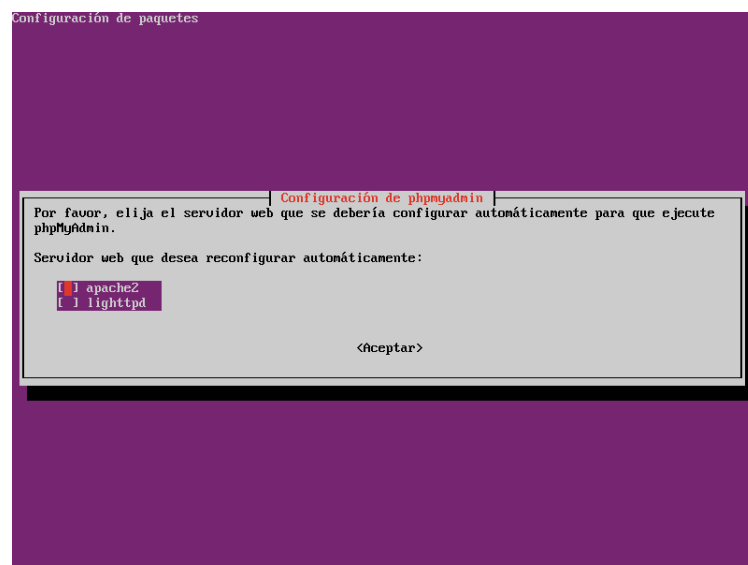 Configuración de paquetes
Configuración de phpmyadmin
Por favor, elija el servidor web que se debería configurar automáticamente para que ejecute
phpMyAdmin.
Servidor web que desea reconfigurar automáticamente:
[ ] apache2
[ ] lighttpd
<Aceptar>